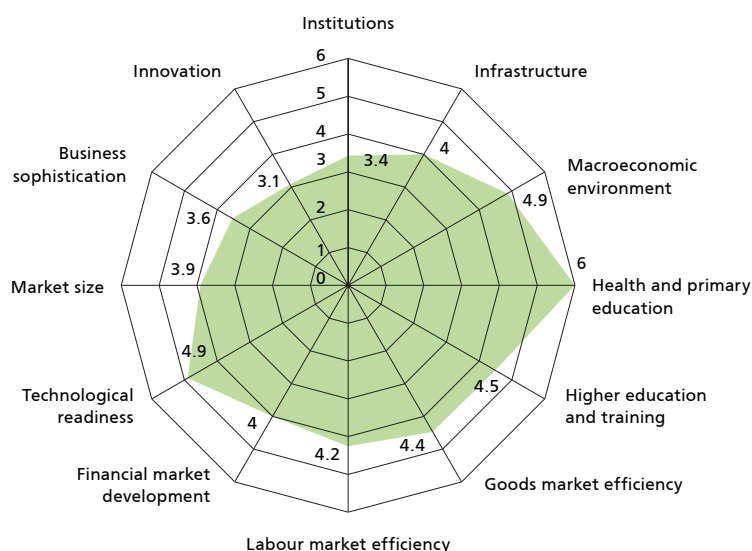 Institutions
Innovation
Infrastructure
Business
sophistication
Macroeconomic
environment
Market size
Health and primary
education
Technological
readiness
Higher education
and training
Financial market
development
Goods market efficiency
Labour market efficiency
6
5
4
3
2
1
0
3.4
4
4.9
6
4.5
4.4
4.2
4
4.9
3.9
3.6
3.1